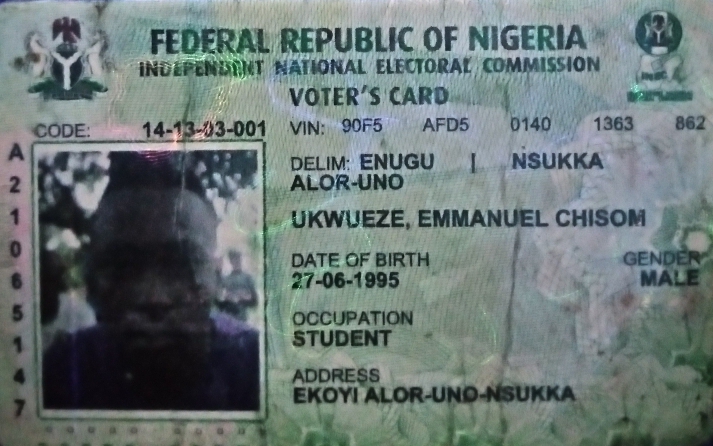 FEDERAL REPUBLIC OF NIGERIA
INDEPENDENT NATIONAL ELECTORAL COMMISSION
VOTER'S CARD
CODE: 14-13-03-001 VIN: 90F5 AFD5 0140 1363 862
DELIM: ENUGU | NSUKKA
ALOR-UNO
UKWUEZE, EMMANUEL CHISOM
DATE OF BIRTH GENDER
27-06-1995 MALE
OCCUPATION
STUDENT
ADDRESS
EKOYI ALOR-UNO-NSUKKA
A
2
1
0
6
5
1
4
7